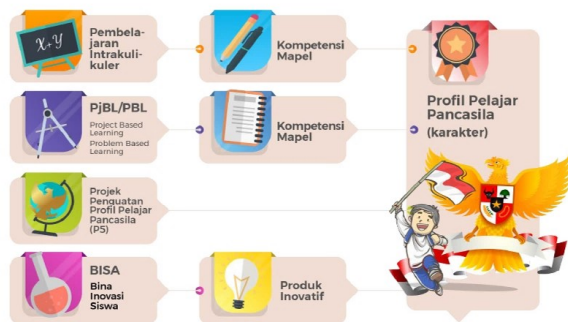 X+Y
Pembela-
jaran
Intrakuli-
kuler
Kompetensi
Mapel
PjBL/PBL
Project Based
Learning
Problem Based
Learning
Kompetensi
Mapel
Projek
Penguatan
Profil Pelajar
Pancasila
(P5)
BISA
Bina
Inovasi
Siswa
Produk
Inovatif
Profil Pelajar
Pancasila
(karakter)